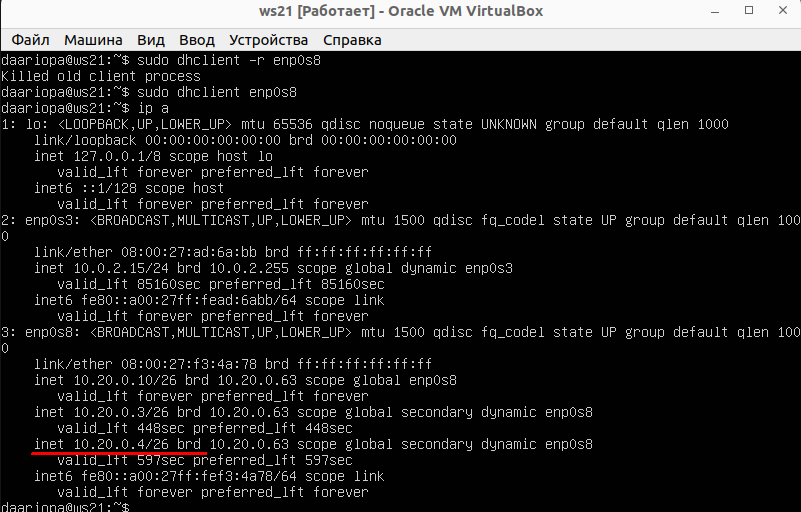 ws21 [Работает] - Oracle VM VirtualBox
Файл Машина Вид Ввод Устройства Справка
daariopa@ws21:~$ sudo dhclient -r enp0s8
Killed old client process
daariopa@ws21:~$ sudo dhclient enp0s8
daariopa@ws21:~$ ip a
1: lo: <LOOPBACK,UP,LOWER_UP> mtu 65536 qdisc noqueue state UNKNOWN group default qlen 1000
    link/loopback 00:00:00:00:00:00 brd 00:00:00:00:00:00
    inet 127.0.0.1/8 scope host lo
       valid_lft forever preferred_lft forever
    inet6 ::1/128 scope host
       valid_lft forever preferred_lft forever
2: enp0s3: <BROADCAST,MULTICAST,UP,LOWER_UP> mtu 1500 qdisc fq_codel state UP group default qlen 100
0
    link/ether 08:00:27:ad:6a:bb brd ff:ff:ff:ff:ff:ff
    inet 10.0.2.15/24 brd 10.0.2.255 scope global dynamic enp0s3
       valid_lft 85160sec preferred_lft 85160sec
    inet6 fe80::a00:27ff:fead:6abb/64 scope link
       valid_lft forever preferred_lft forever
3: enp0s8: <BROADCAST,MULTICAST,UP,LOWER_UP> mtu 1500 qdisc fq_codel state UP group default qlen 100
0
    link/ether 08:00:27:f3:4a:78 brd ff:ff:ff:ff:ff:ff
    inet 10.20.0.10/26 brd 10.20.0.63 scope global enp0s8
       valid_lft forever preferred_lft forever
    inet 10.20.0.3/26 brd 10.20.0.63 scope global secondary dynamic enp0s8
       valid_lft 448sec preferred_lft 448sec
    inet 10.20.0.4/26 brd 10.20.0.63 scope global secondary dynamic enp0s8
       valid_lft 597sec preferred_lft 597sec
    inet6 fe80::a00:27ff:fef3:4a78/64 scope link
       valid_lft forever preferred_lft forever
daariopa@ws21:~$